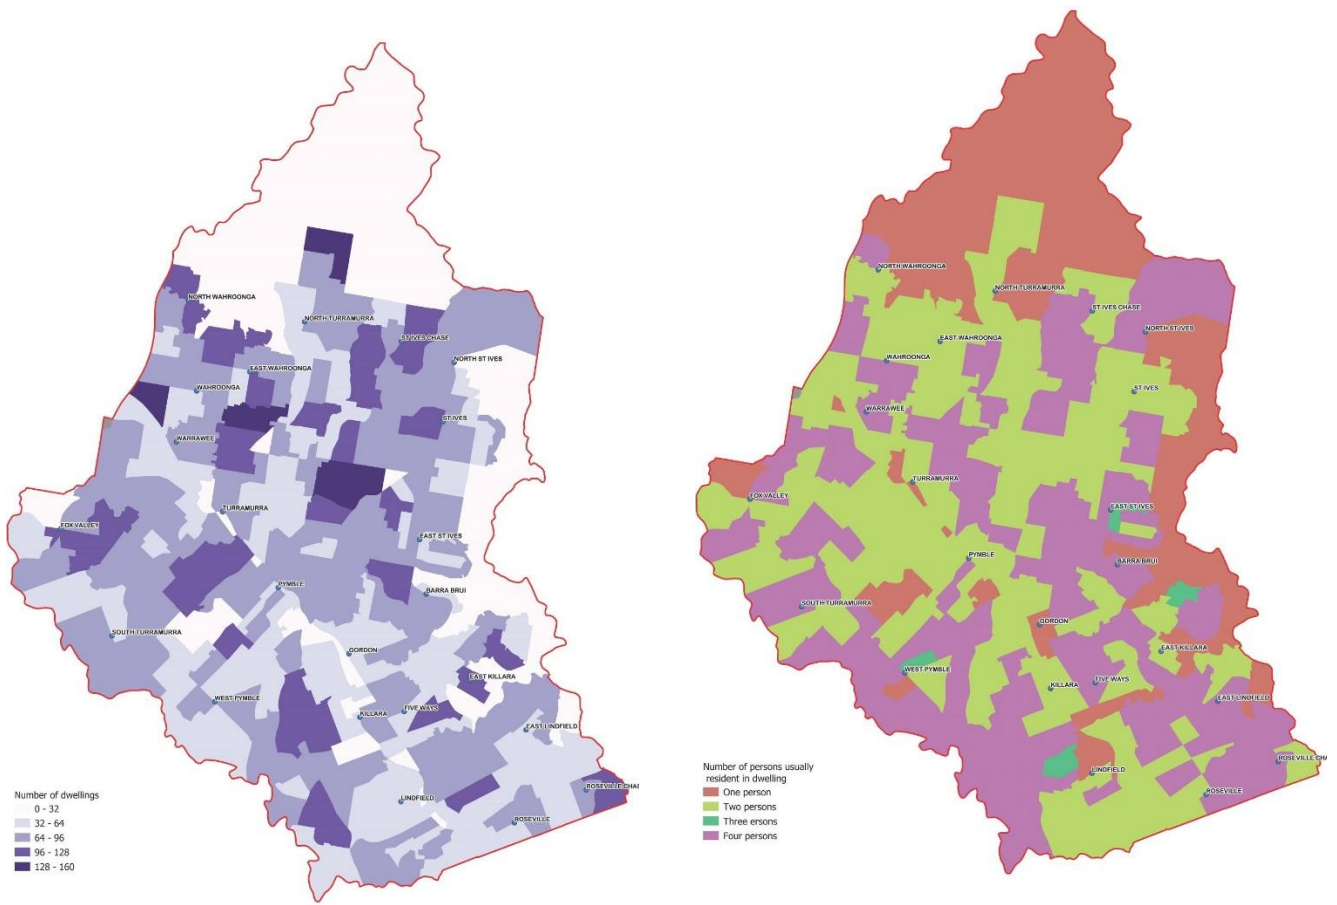 NORTH WAHROONGA
NORTH TURRAMURRA
ST IVES CHASE
NORTH ST IVES
EAST WAHROONGA
WAHROONGA
ST IVES
WARRAWEE
TURRAMURRA
FOX VALLEY
EAST ST IVES
PYMBLE
BARRA BRUI
SOUTH TURRAMURRA
GORDON
EAST KILLARA
WEST PYMBLE
KILLARA
FIVE WAYS
EAST LINDFIELD
ROSEVILLE CHAS
LINDFIELD
ROSEVILLE
Number of dwellings
0 - 32
32 - 64
64 - 96
96 - 128
128 - 160
NORTH WAHROONGA
NORTH TURRAMURRA
ST IVES CHASE
NORTH ST IVES
EAST WAHROONGA
WAHROONGA
ST IVES
WARRAWEE
TURRAMURRA
FOX VALLEY
EAST ST IVES
PYMBLE
BARRA BRUI
SOUTH TURRAMURRA
GORDON
EAST KILLARA
WEST PYMBLE
KILLARA
FIVE WAYS
EAST LINDFIELD
ROSEVILLE CHA
LINDFIELD
ROSEVILLE
Number of persons usually
resident in dwelling
One person
Two persons
Three ersons
Four persons